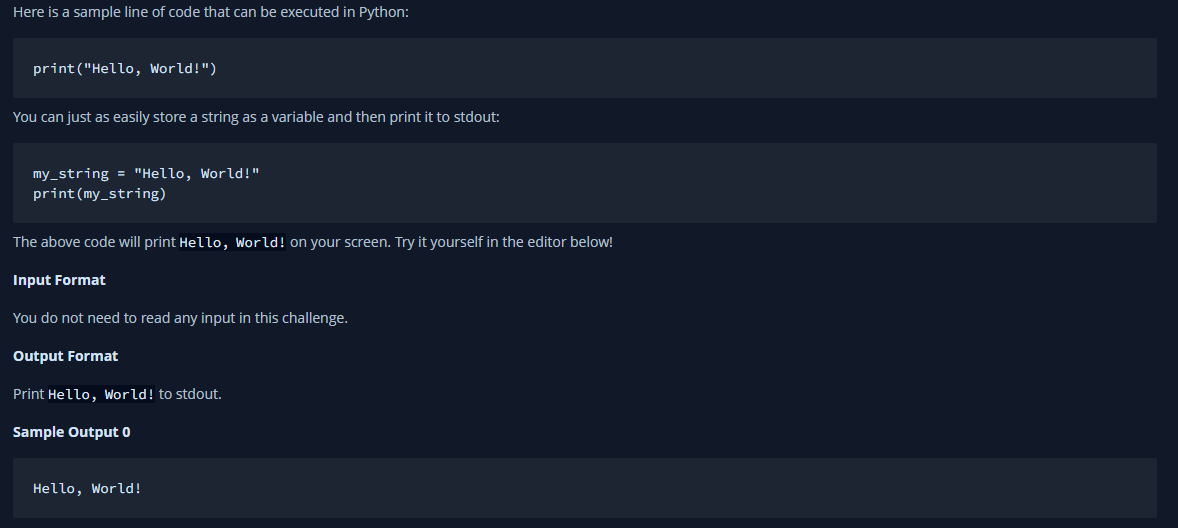 Here is a sample line of code that can be executed in Python:
print("Hello, World!")
You can just as easily store a string as a variable and then print it to stdout:
my_string = "Hello, World!"
print(my_string)
The above code will print Hello, World! on your screen. Try it yourself in the editor below!
Input Format
You do not need to read any input in this challenge.
Output Format
Print Hello, World! to stdout.
Sample Output 0
Hello, World!